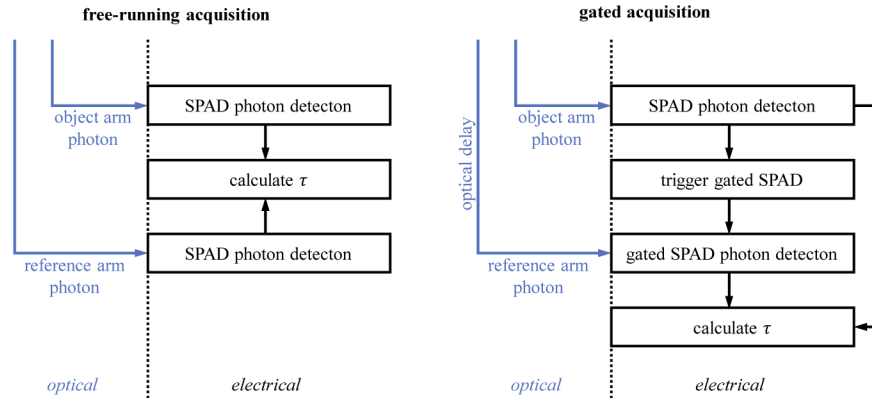 free-running acquisition
SPAD photon detecton
object arm
photon
calculate τ
SPAD photon detecton
reference arm
photon
optical
electrical
gated acquisition
optical delay
SPAD photon detecton
object arm
photon
trigger gated SPAD
gated SPAD photon detecton
reference arm
photon
calculate τ
optical
electrical